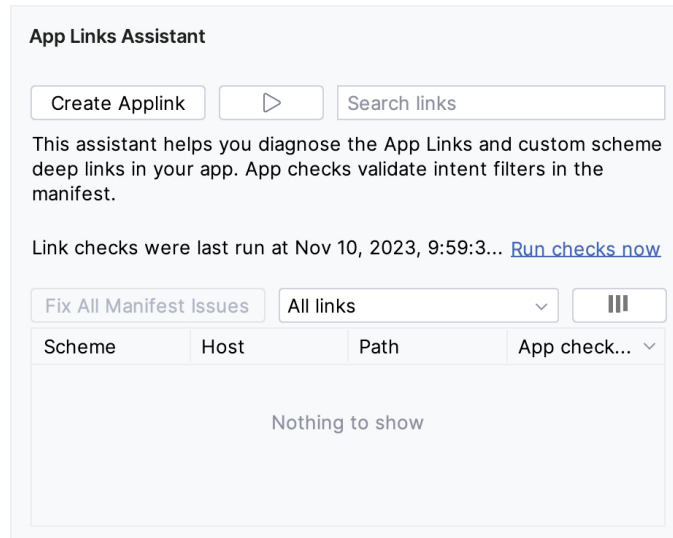 App Links Assistant
Create Applink
Search links
This assistant helps you diagnose the App Links and custom scheme
deep links in your app. App checks validate intent filters in the
manifest.
Link checks were last run at Nov 10, 2023, 9:59:3... Run checks now
Fix All Manifest Issues
All links
Scheme Host Path App check...
Nothing to show